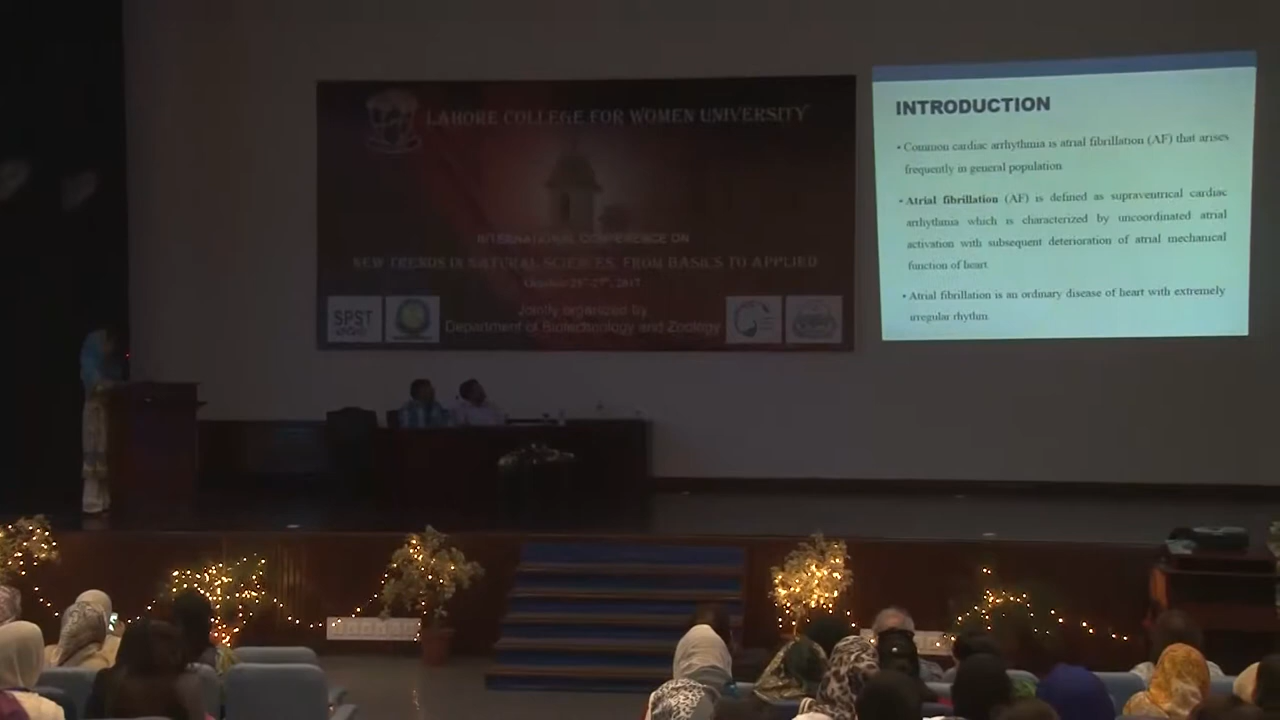 LAHORE COLLEGE FOR WOMEN UNIVERSITY
INTERNATIONAL CONFERENCE ON
NEW TRENDS IN NATURAL SCIENCES: FROM BASICS TO APPLIED
Jointly organized by
Department of Biotechnology and Zoology
SPST
INTRODUCTION
• Common cardiac arrhythmia is atrial fibrillation (AF) that arises
frequently in general population
• Atrial fibrillation (AF) is defined as supraventrical cardiac
arrhythmia which is characterized by uncoordinated atrial
activation with subsequent deterioration of atrial mechanical
function of heart
• Atrial fibrillation is an ordinary disease of heart with extremely
irregular rhythm.